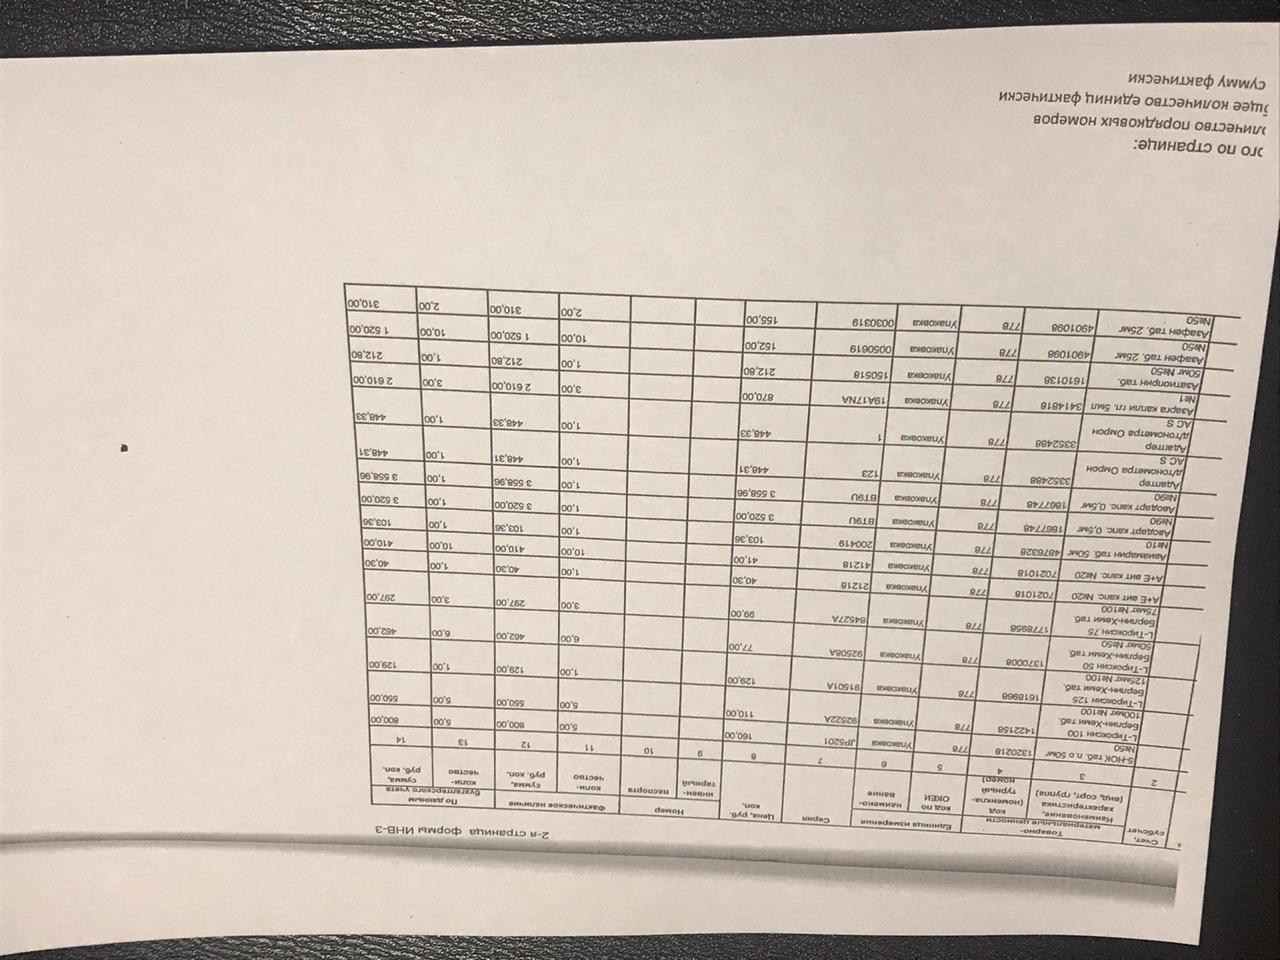 2-я страница формы ИНВ-3
Счет, субсчет | Товарно-материальные ценности | Единица измерения | Серия | Цена, руб. коп. | Номер | Фактическое наличие | По данным бухгалтерского учета
Наименование, характеристика (вид, сорт, группа) | код (номенкла-турный номер) | код по ОКЕИ | наимено-вание | инвен-тарный | паспорта | коли-чество | сумма, руб. коп. | коли-чество | сумма, руб. коп.
2 | 3 | 4 | 5 | 6 | 7 | 8 | 9 | 10 | 11 | 12 | 13 | 14
5-НОК таб. п.о 50мг №50 | 1320218 | 778 | Упаковка | JP5201 | 160,00 | 5,00 | 800,00 | 5,00 | 800,00
L-Тироксин 100 Берлин-Хеми таб. 100мкг №100 | 1422158 | 778 | Упаковка | 92522A | 110,00 | 5,00 | 550,00 | 5,00 | 550,00
L-Тироксин 125 Берлин-Хеми таб. 125мкг №100 | 1618968 | 778 | Упаковка | 91501A | 129,00 | 1,00 | 129,00 | 1,00 | 129,00
L-Тироксин 50 Берлин-Хеми таб. 50мкг №50 | 1370008 | 778 | Упаковка | 92508A | 77,00 | 6,00 | 462,00 | 6,00 | 462,00
L-Тироксин 75 Берлин-Хеми таб. 75мкг №100 | 1778958 | 778 | Упаковка | 84527A | 99,00 | 3,00 | 297,00 | 3,00 | 297,00
А+Е вит капс. №20 | 7021018 | 778 | Упаковка | 21218 | 40,30 | 1,00 | 40,30 | 1,00 | 40,30
А+Е вит капс. №20 | 7021018 | 778 | Упаковка | 41218 | 41,00 | 10,00 | 410,00 | 10,00 | 410,00
Авиамарин таб. 50мг №10 | 4876328 | 778 | Упаковка | 200419 | 103,36 | 1,00 | 103,36 | 1,00 | 103,36
Аводарт капс. 0,5мг №90 | 1867748 | 778 | Упаковка | BT9U | 3 520,00 | 1,00 | 3 520,00 | 1,00 | 3 520,00
Аводарт капс. 0,5мг №90 | 1867748 | 778 | Упаковка | BT9U | 3 558,96 | 1,00 | 3 558,96 | 1,00 | 3 558,96
Адаптер д/тонометра Омрон AC S | 3352488 | 778 | Упаковка | 123 | 448,31 | 1,00 | 448,31 | 1,00 | 448,31
Адаптер д/тонометра Омрон AC S | 3352488 | 778 | Упаковка | 1 | 448,33 | 1,00 | 448,33 | 1,00 | 448,33
Азарга капли гл. 5мл №1 | 3414818 | 778 | Упаковка | 19A17NA | 870,00 | 3,00 | 2 610,00 | 3,00 | 2 610,00
Азатиоприн таб. 50мг №50 | 1610138 | 778 | Упаковка | 150518 | 212,80 | 1,00 | 212,80 | 1,00 | 212,80
Азафен таб. 25мг №50 | 4901098 | 778 | Упаковка | 0050619 | 152,00 | 10,00 | 1 520,00 | 10,00 | 1 520,00
Азафен таб. 25мг №50 | 4901098 | 778 | Упаковка | 0030319 | 155,00 | 2,00 | 310,00 | 2,00 | 310,00
ого по странице:
оличество порядковых номеров
бщее количество единиц фактически
сумму фактически